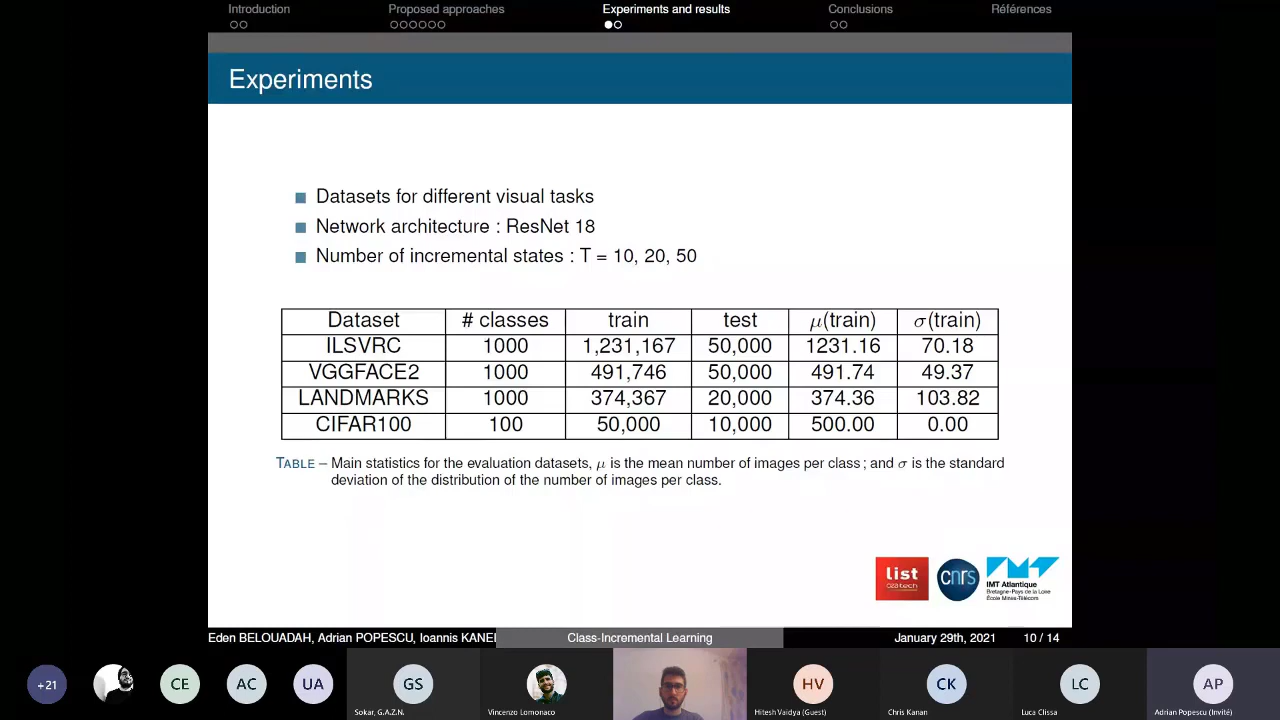 Introduction Proposed approaches Experiments and results Conclusions Références
Experiments
Datasets for different visual tasks
Network architecture : ResNet 18
Number of incremental states : T = 10, 20, 50
Dataset # classes train test μ(train) σ(train)
ILSVRC 1000 1,231,167 50,000 1231.16 70.18
VGGFACE2 1000 491,746 50,000 491.74 49.37
LANDMARKS 1000 374,367 20,000 374.36 103.82
CIFAR100 100 50,000 10,000 500.00 0.00
TABLE – Main statistics for the evaluation datasets, μ is the mean number of images per class ; and σ is the standard
deviation of the distribution of the number of images per class.
list
ceatech
cnrs
IMT Atlantique
Bretagne-Pays de la Loire
École Mines-Télécom
Eden BELOUADAH, Adrian POPESCU, Ioannis KANE Class-Incremental Learning January 29th, 2021 10 / 14
+21 CE AC UA GS HV CK LC AP
Sokar, G.A.Z.N. Vincenzo Lomonaco Hitesh Vaidya (Guest) Chris Kanan Luca Clissa Adrian Popescu (Invité)